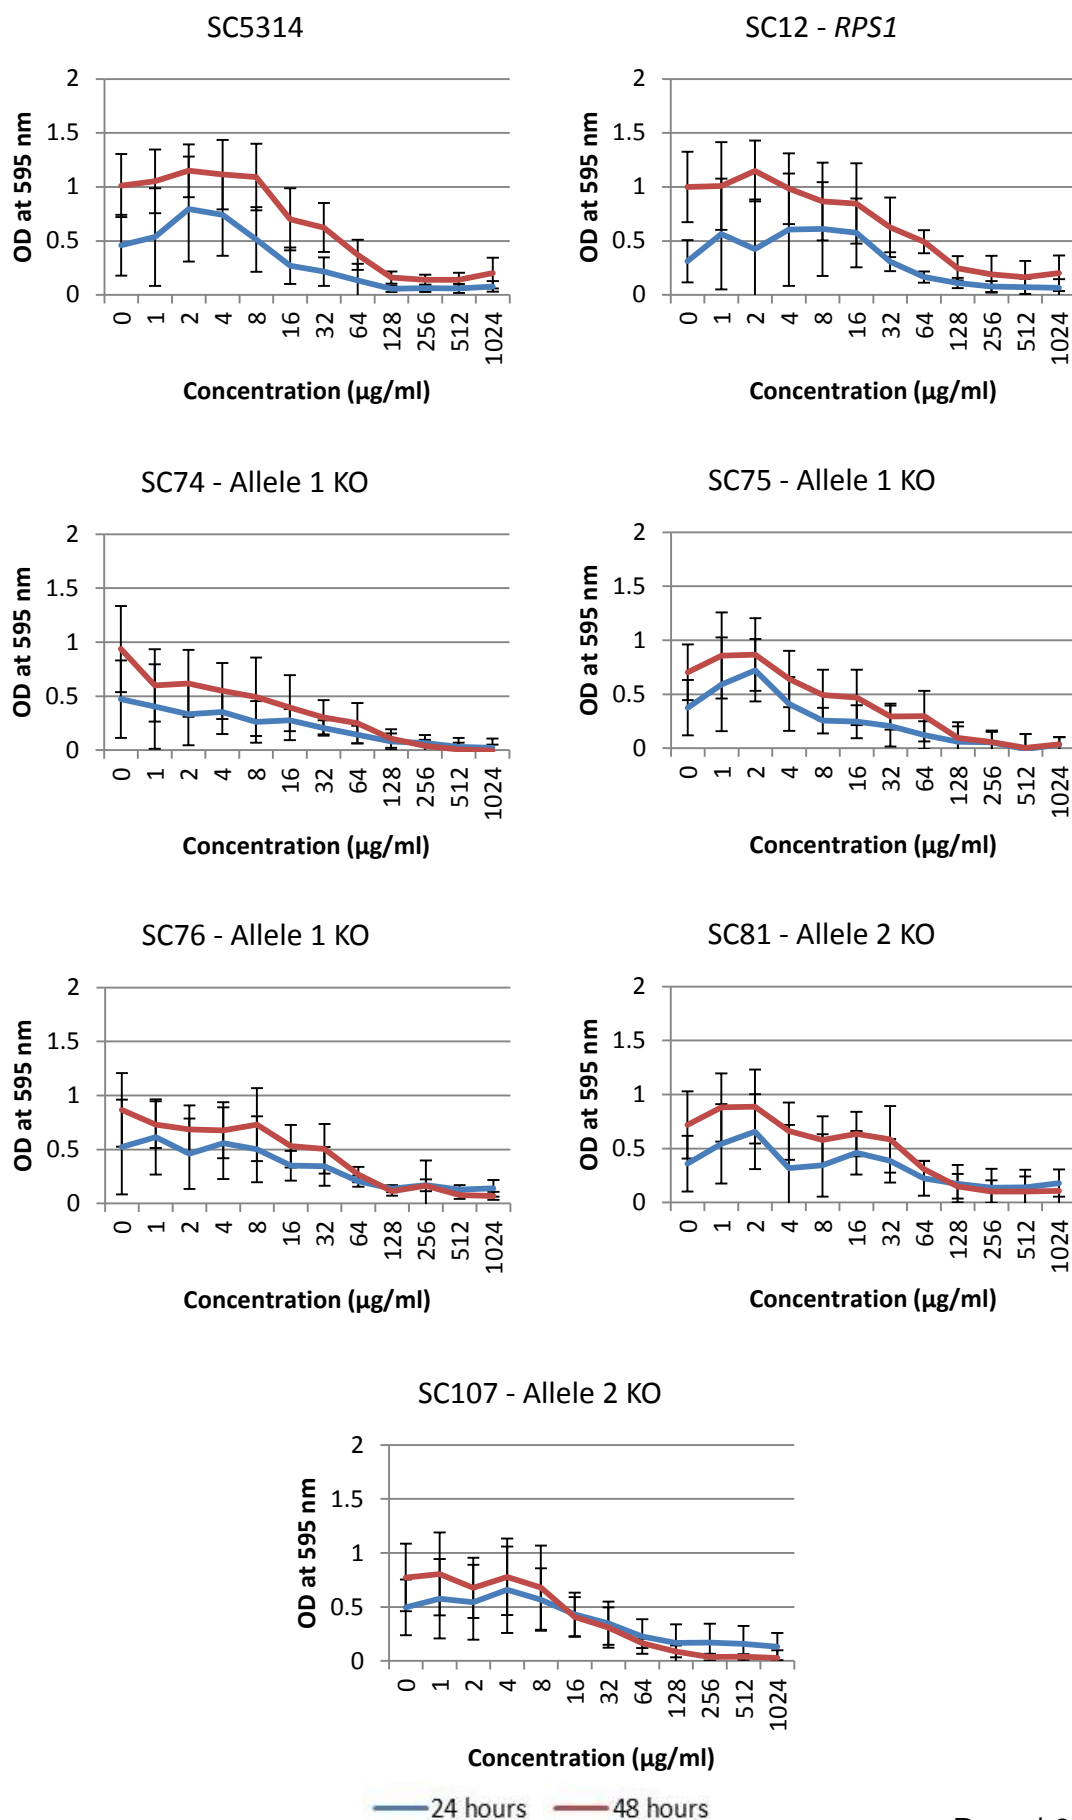 SC5314
2
1.5
1
0.5
0
OD at 595 nm
0 1 2 4 8 16 32 64 128 256 512 1024
Concentration (µg/ml)
SC12 - RPS1
2
1.5
1
0.5
0
OD at 595 nm
0 1 2 4 8 16 32 64 128 256 512 1024
Concentration (µg/ml)
SC74 - Allele 1 KO
2
1.5
1
0.5
0
OD at 595 nm
0 1 2 4 8 16 32 64 128 256 512 1024
Concentration (µg/ml)
SC75 - Allele 1 KO
2
1.5
1
0.5
0
OD at 595 nm
0 1 2 4 8 16 32 64 128 256 512 1024
Concentration (µg/ml)
SC76 - Allele 1 KO
2
1.5
1
0.5
0
OD at 595 nm
0 1 2 4 8 16 32 64 128 256 512 1024
Concentration (µg/ml)
SC81 - Allele 2 KO
2
1.5
1
0.5
0
OD at 595 nm
0 1 2 4 8 16 32 64 128 256 512 1024
Concentration (µg/ml)
SC107 - Allele 2 KO
2
1.5
1
0.5
0
OD at 595 nm
0 1 2 4 8 16 32 64 128 256 512 1024
Concentration (µg/ml)
24 hours 48 hours